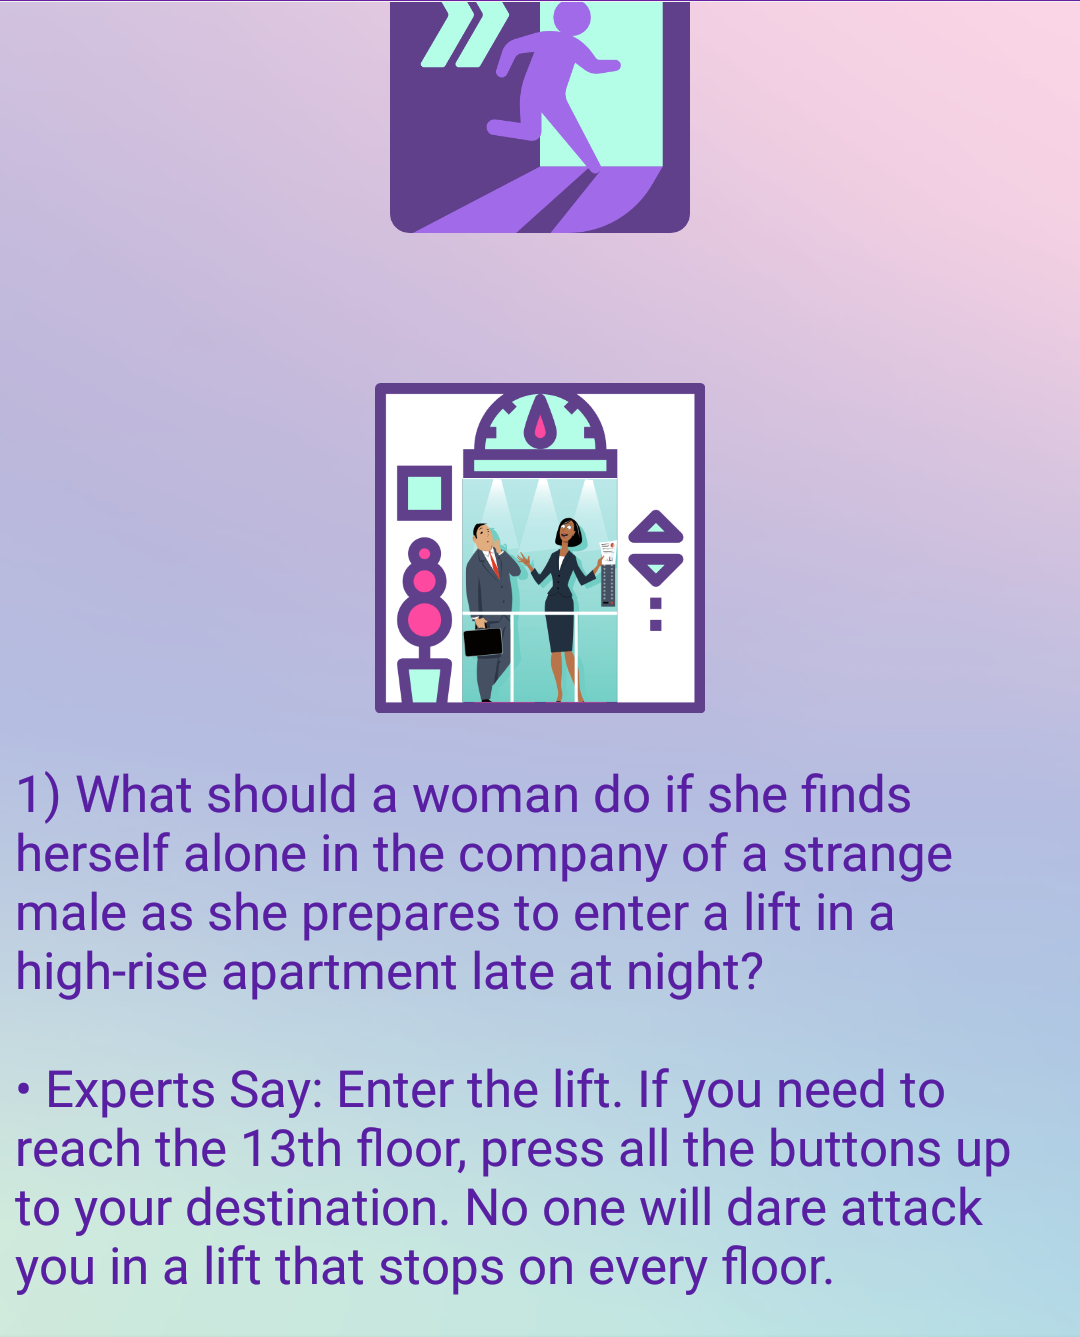 1) What should a woman do if she finds
herself alone in the company of a strange
male as she prepares to enter a lift in a
high-rise apartment late at night?
• Experts Say: Enter the lift. If you need to
reach the 13th floor, press all the buttons up
to your destination. No one will dare attack
you in a lift that stops on every floor.